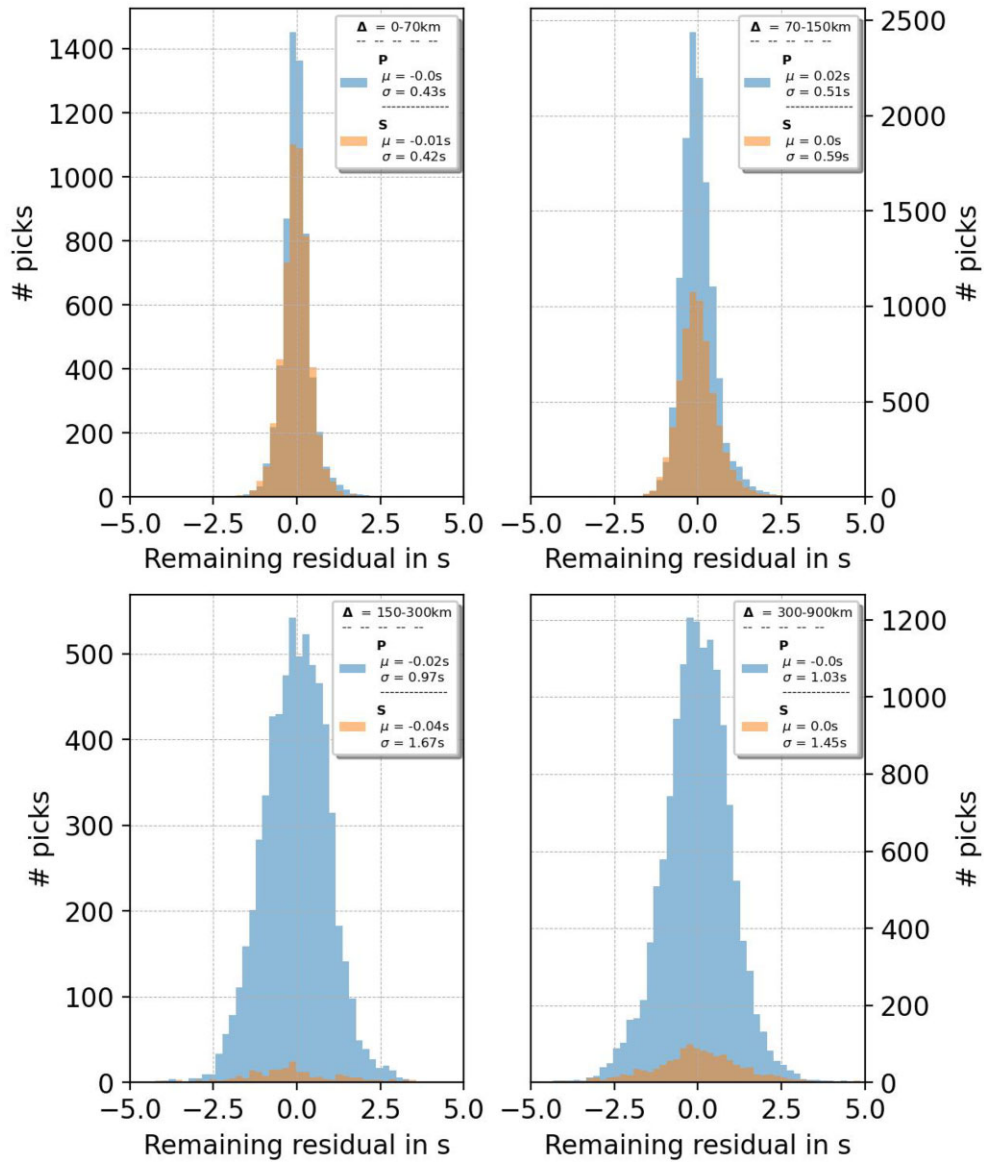 1400
1200
1000
800
600
400
200
0
# picks
−5.0 −2.5 0.0 2.5 5.0
Remaining residual in s
Δ = 0-70km
-- -- -- -- --
P
μ = -0.0s
σ = 0.43s
--------------
S
μ = -0.01s
σ = 0.42s
2500
2000
1500
1000
500
0
# picks
−5.0 −2.5 0.0 2.5 5.0
Remaining residual in s
Δ = 70-150km
-- -- -- -- --
P
μ = 0.02s
σ = 0.51s
--------------
S
μ = 0.0s
σ = 0.59s
500
400
300
200
100
0
# picks
−5.0 −2.5 0.0 2.5 5.0
Remaining residual in s
Δ = 150-300km
-- -- -- -- --
P
μ = -0.02s
σ = 0.97s
--------------
S
μ = -0.04s
σ = 1.67s
1200
1000
800
600
400
200
0
# picks
−5.0 −2.5 0.0 2.5 5.0
Remaining residual in s
Δ = 300-900km
-- -- -- -- --
P
μ = -0.0s
σ = 1.03s
--------------
S
μ = 0.0s
σ = 1.45s